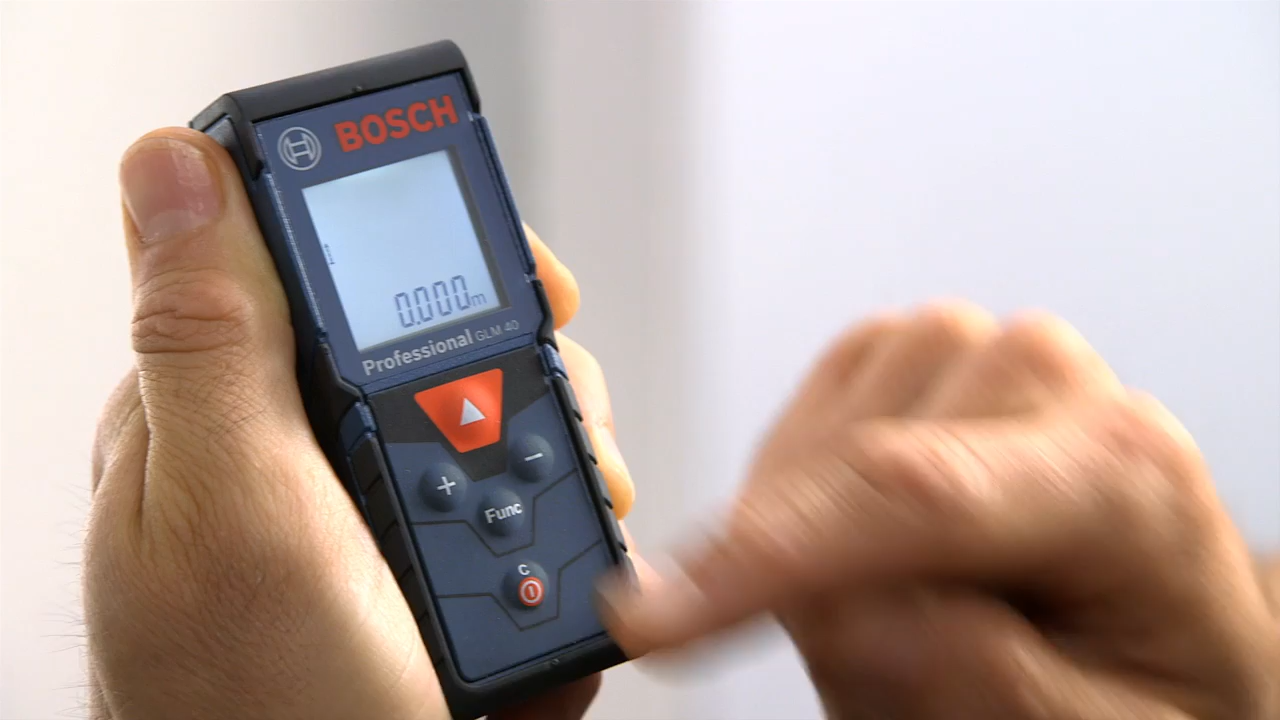 BOSCH
0.000m
Professional GLM 40
+
−
Func
C